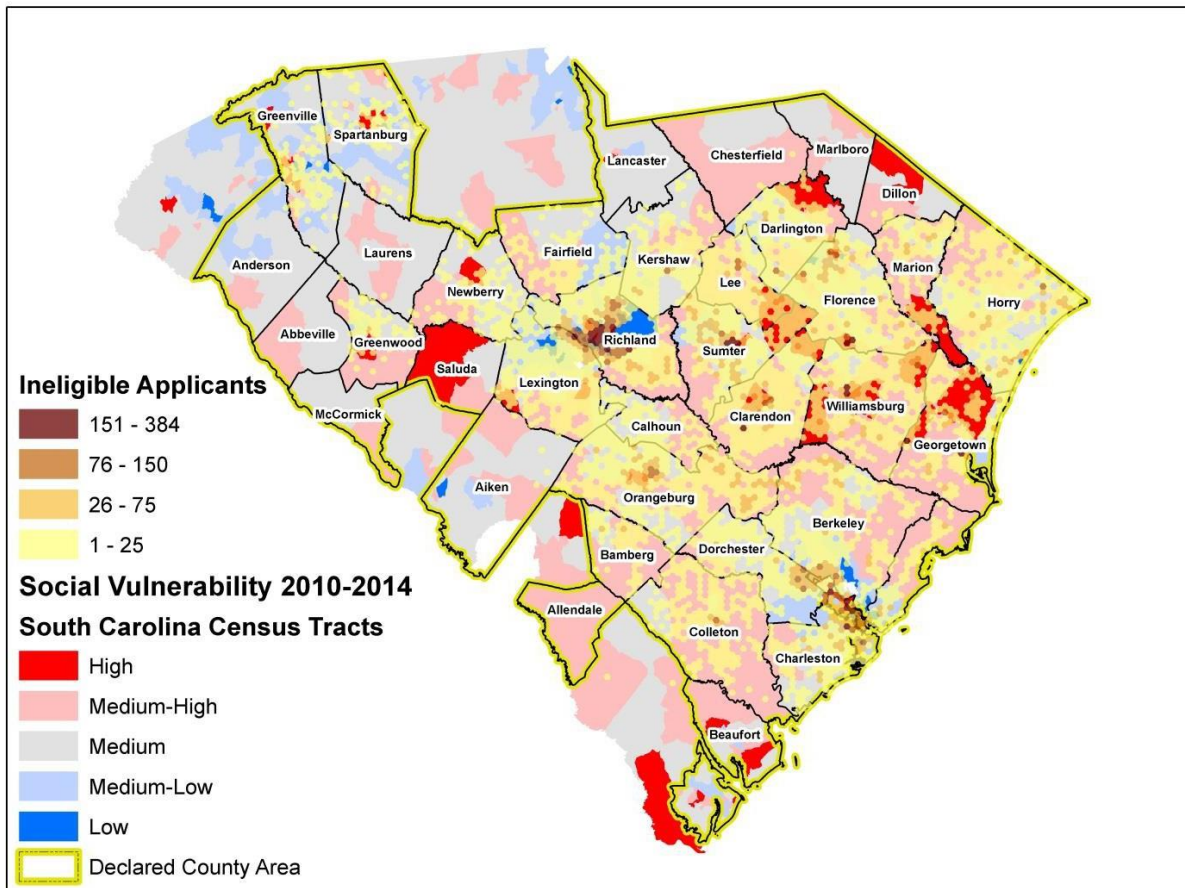 Greenville
Spartanburg
Lancaster
Chesterfield
Marlboro
Dillon
Darlington
Anderson
Laurens
Fairfield
Kershaw
Lee
Marion
Newberry
Florence
Horry
Abbeville
Greenwood
Richland
Sumter
Saluda
Lexington
McCormick
Clarendon
Williamsburg
Calhoun
Georgetown
Aiken
Orangeburg
Berkeley
Bamberg
Dorchester
Allendale
Colleton
Charleston
Beaufort
Ineligible Applicants
151 - 384
76 - 150
26 - 75
1 - 25
Social Vulnerability 2010-2014
South Carolina Census Tracts
High
Medium-High
Medium
Medium-Low
Low
Declared County Area